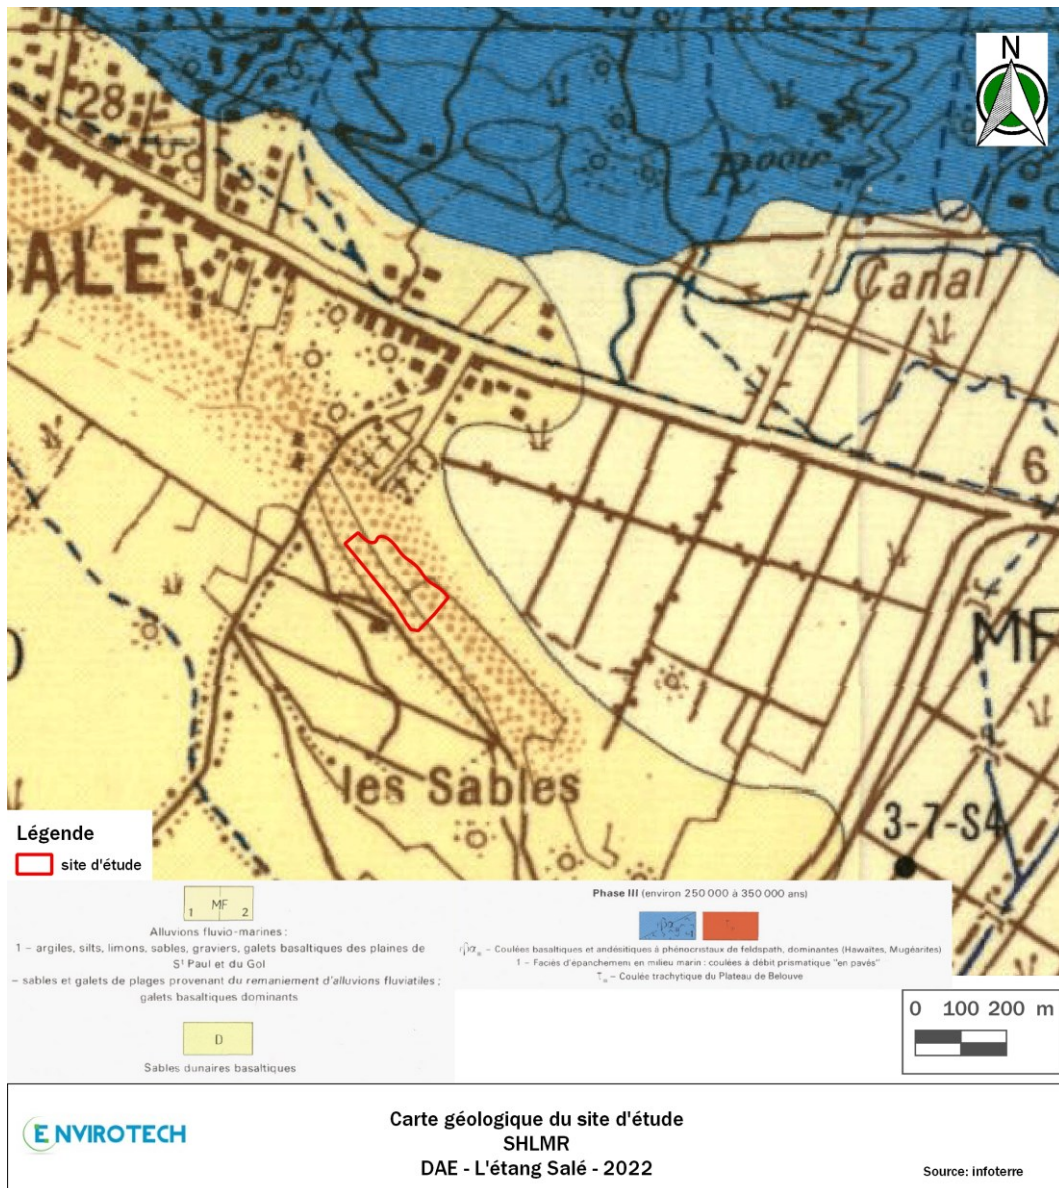 N
28
ALE
Canal
6
MF
les Sables
3-7-S4
Légende
site d'étude
MF
1 2
Alluvions fluvio-marines :
1 – argiles, silts, limons, sables, graviers, galets basaltiques des plaines de
St Paul et du Gol
– sables et galets de plages provenant du remaniement d'alluvions fluviatiles ;
galets basaltiques dominants
D
Sables dunaires basaltiques
Phase III (environ 250 000 à 350 000 ans)
– Coulées basaltiques et andésitiques à phénocristaux de feldspath, dominantes (Hawaïtes, Mugéarites)
1 – Faciès d'épanchement en milieu marin : coulées à débit prismatique "en pavés"
– Coulée trachytique du Plateau de Belouve
0 100 200 m
ENVIROTECH
Carte géologique du site d'étude
SHLMR
DAE - L'étang Salé - 2022
Source: infoterre